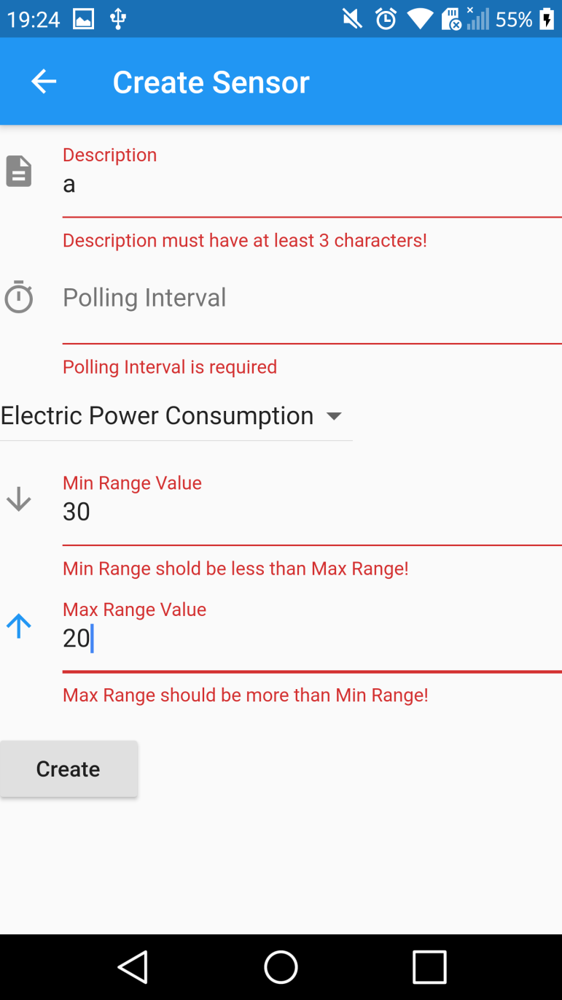 19:24 55%
Create Sensor
Description
a
Description must have at least 3 characters!
Polling Interval
Polling Interval is required
Electric Power Consumption
Min Range Value
30
Min Range shold be less than Max Range!
Max Range Value
20
Max Range should be more than Min Range!
Create